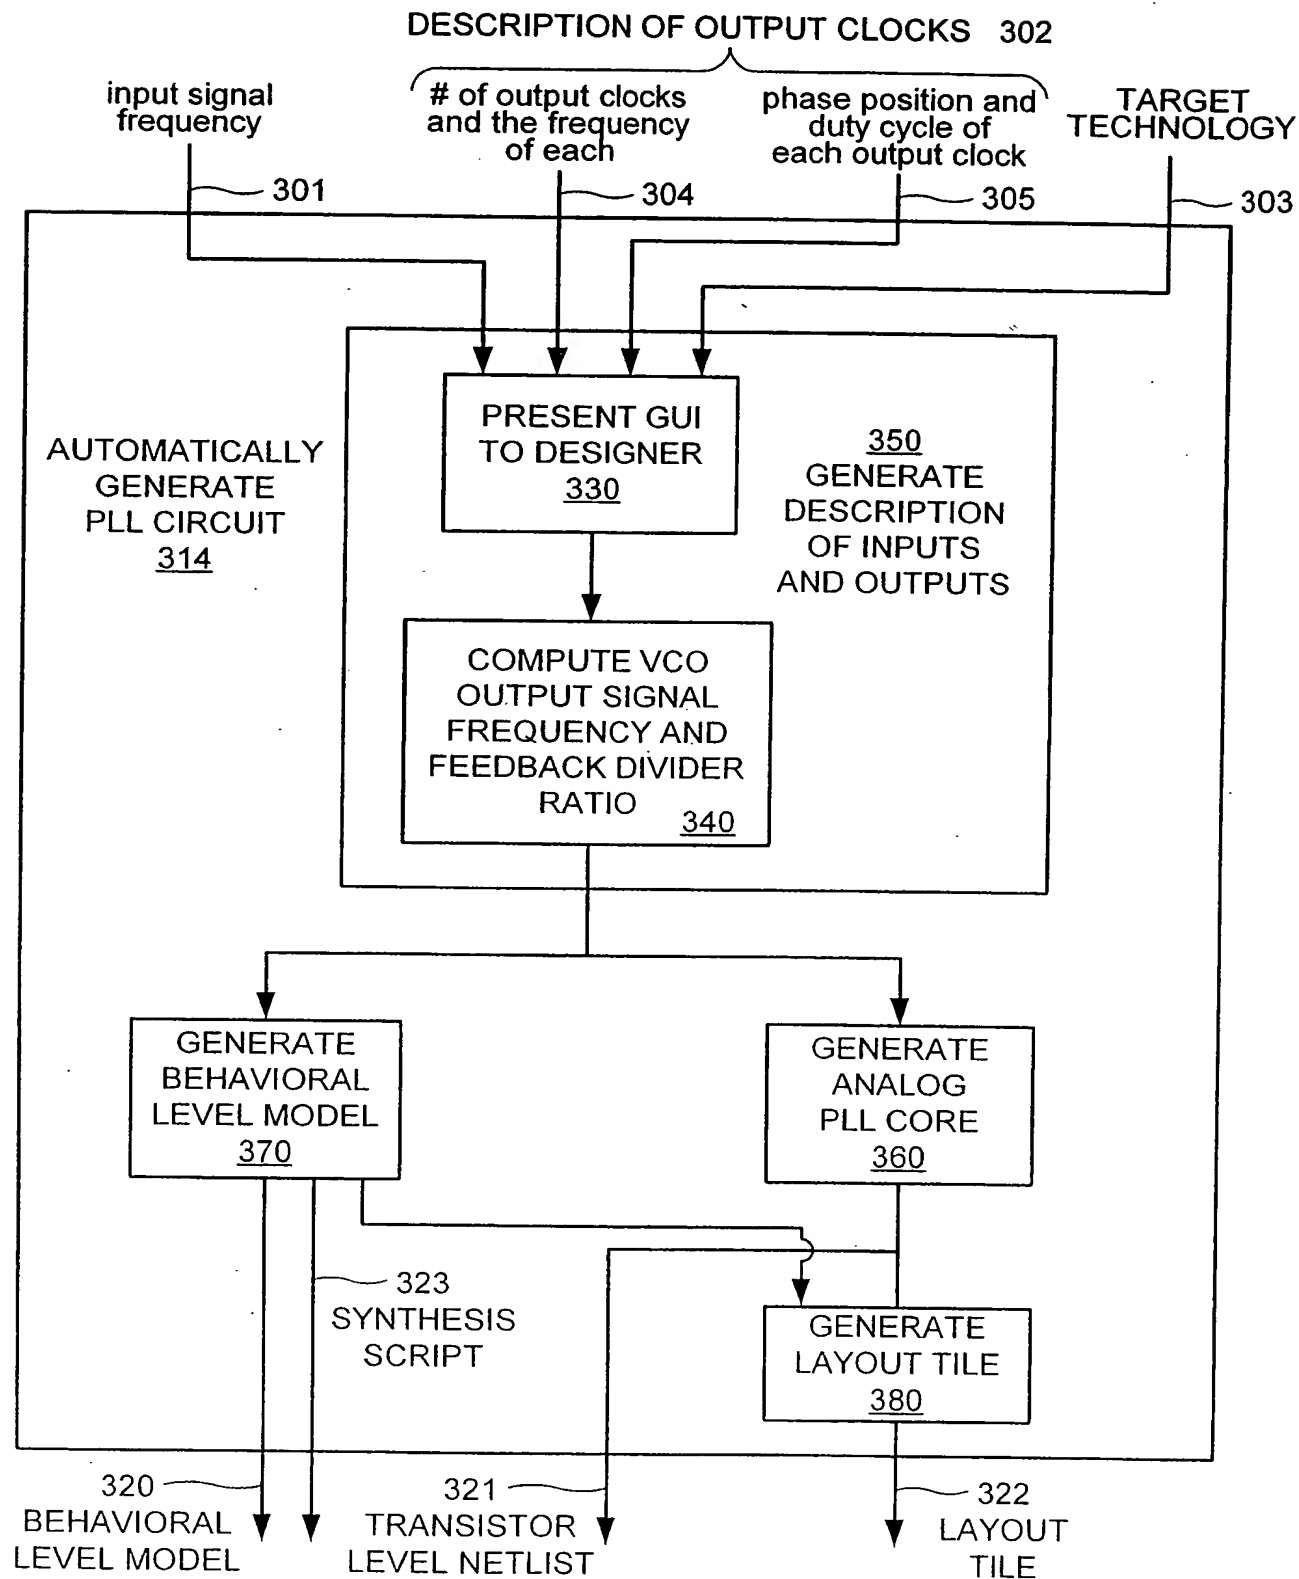 DESCRIPTION OF OUTPUT CLOCKS 302
input signal
frequency
# of output clocks
and the frequency
of each
phase position and
duty cycle of
each output clock
TARGET
TECHNOLOGY
301
304
305
303
AUTOMATICALLY
GENERATE
PLL CIRCUIT
314
PRESENT GUI
TO DESIGNER
330
350
GENERATE
DESCRIPTION
OF INPUTS
AND OUTPUTS
COMPUTE VCO
OUTPUT SIGNAL
FREQUENCY AND
FEEDBACK DIVIDER
RATIO
340
GENERATE
BEHAVIORAL
LEVEL MODEL
370
GENERATE
ANALOG
PLL CORE
360
323
SYNTHESIS
SCRIPT
GENERATE
LAYOUT TILE
380
320
BEHAVIORAL
LEVEL MODEL
321
TRANSISTOR
LEVEL NETLIST
322
LAYOUT
TILE